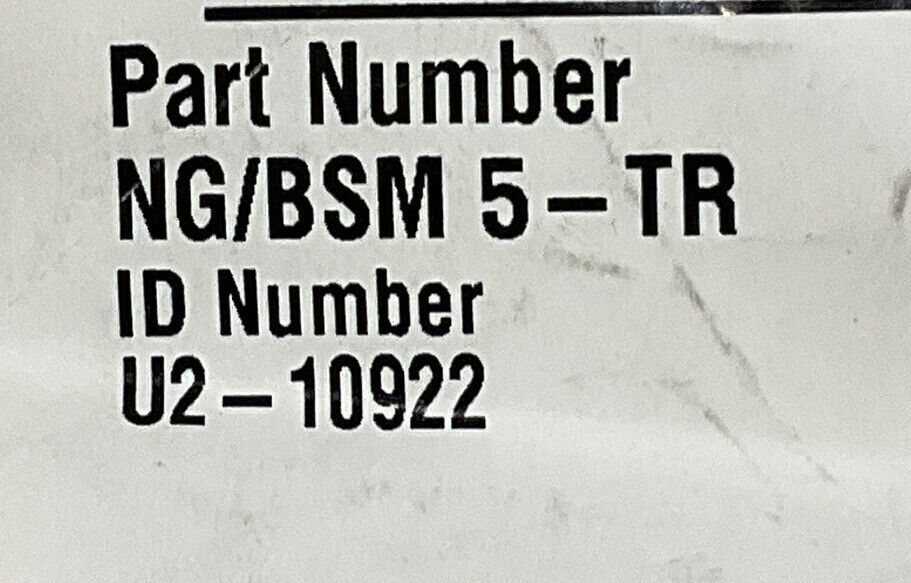 Part Number
NG/BSM 5-TR
ID Number
U2-10922